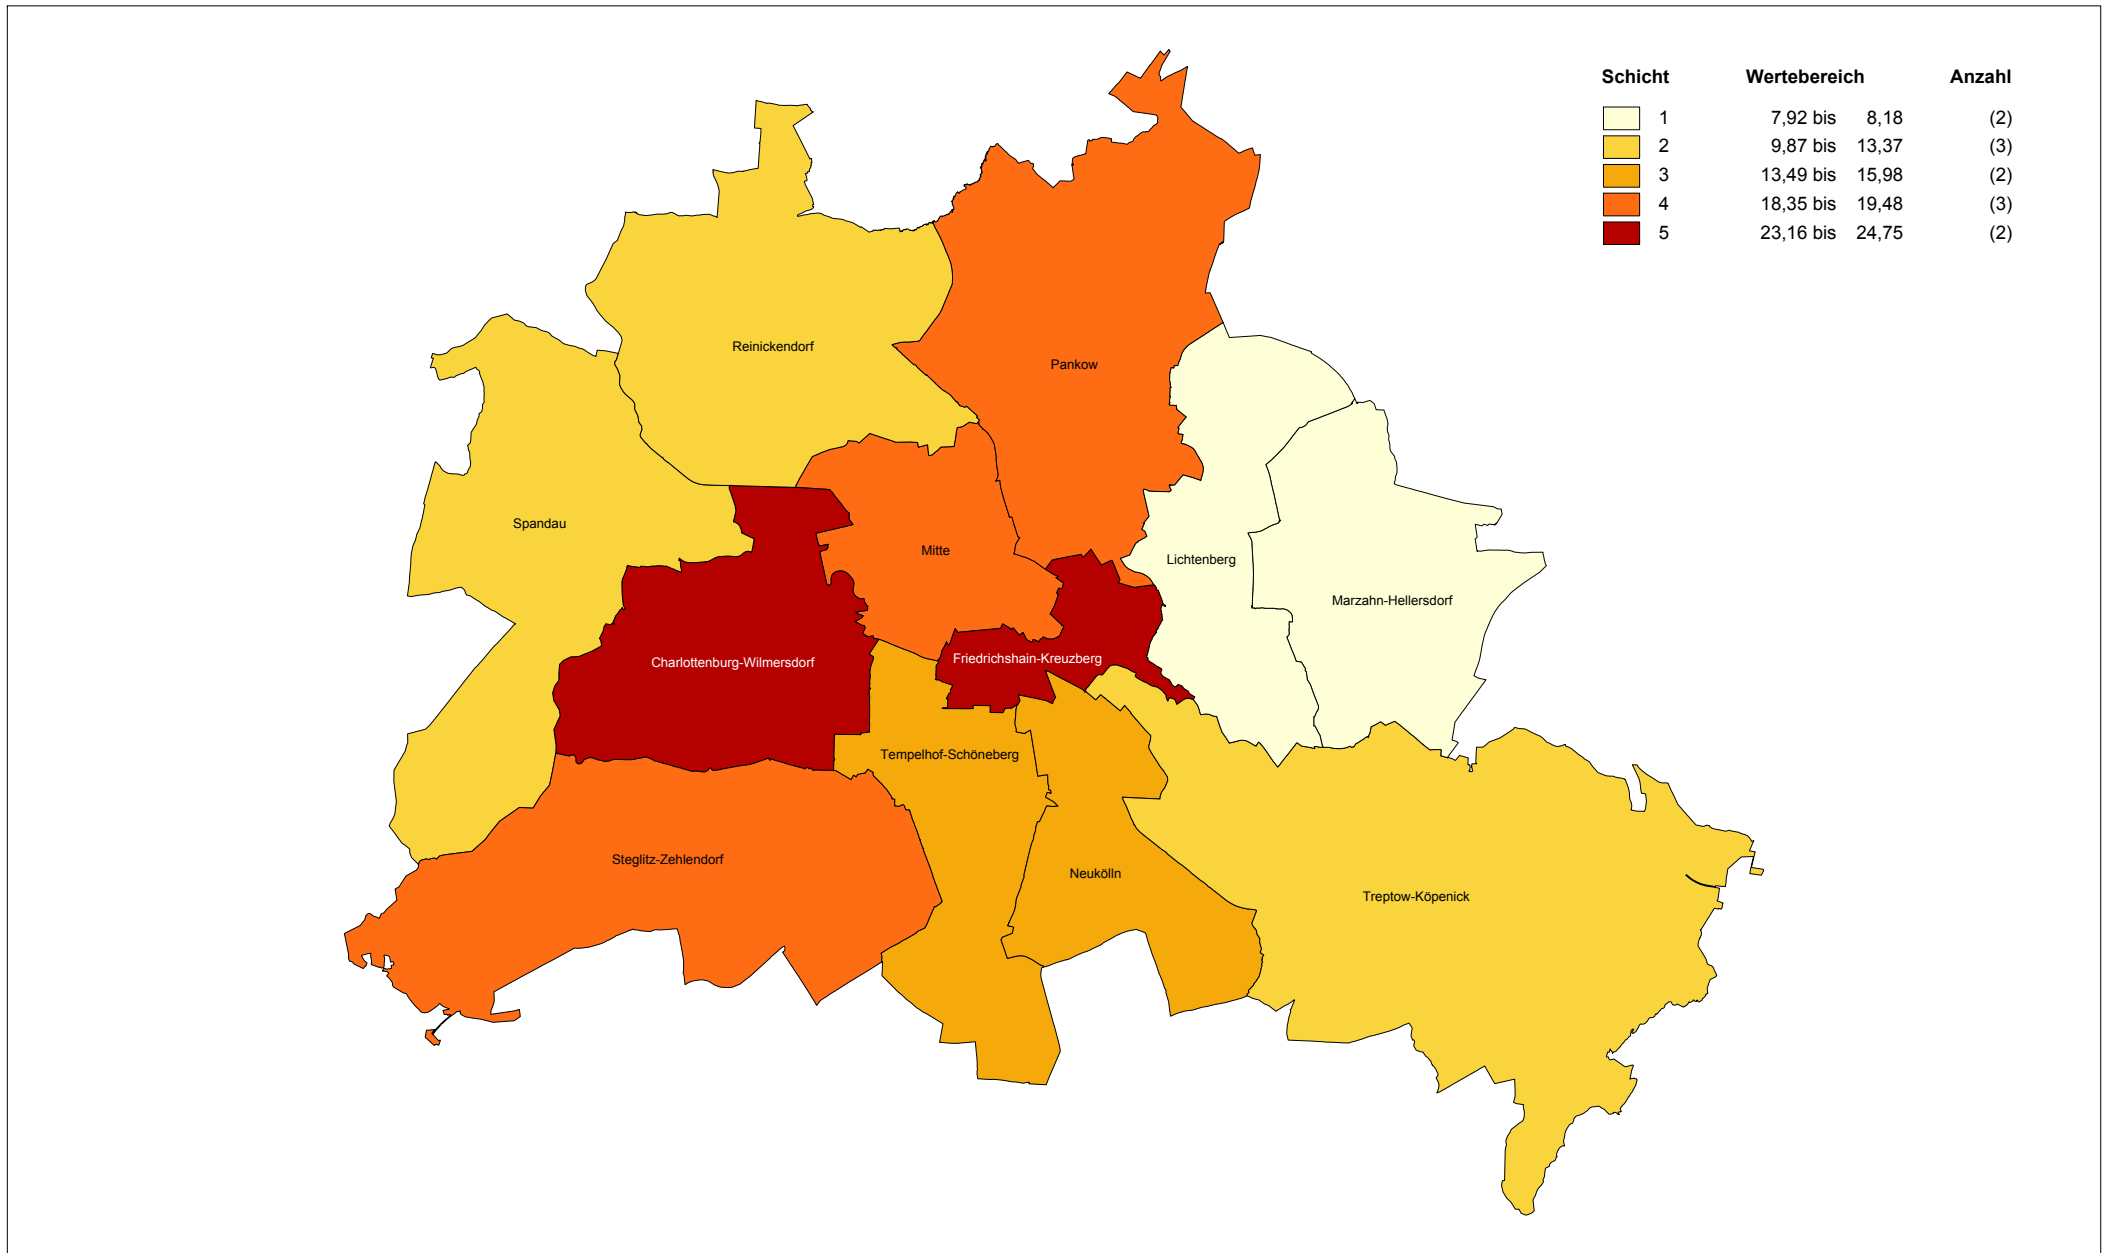 Schicht Wertebereich Anzahl
1 7,92 bis 8,18 (2)
2 9,87 bis 13,37 (3)
3 13,49 bis 15,98 (2)
4 18,35 bis 19,48 (3)
5 23,16 bis 24,75 (2)
Reinickendorf
Pankow
Spandau
Mitte
Lichtenberg
Marzahn-Hellersdorf
Charlottenburg-Wilmersdorf
Friedrichshain-Kreuzberg
Tempelhof-Schöneberg
Steglitz-Zehlendorf
Neukölln
Treptow-Köpenick